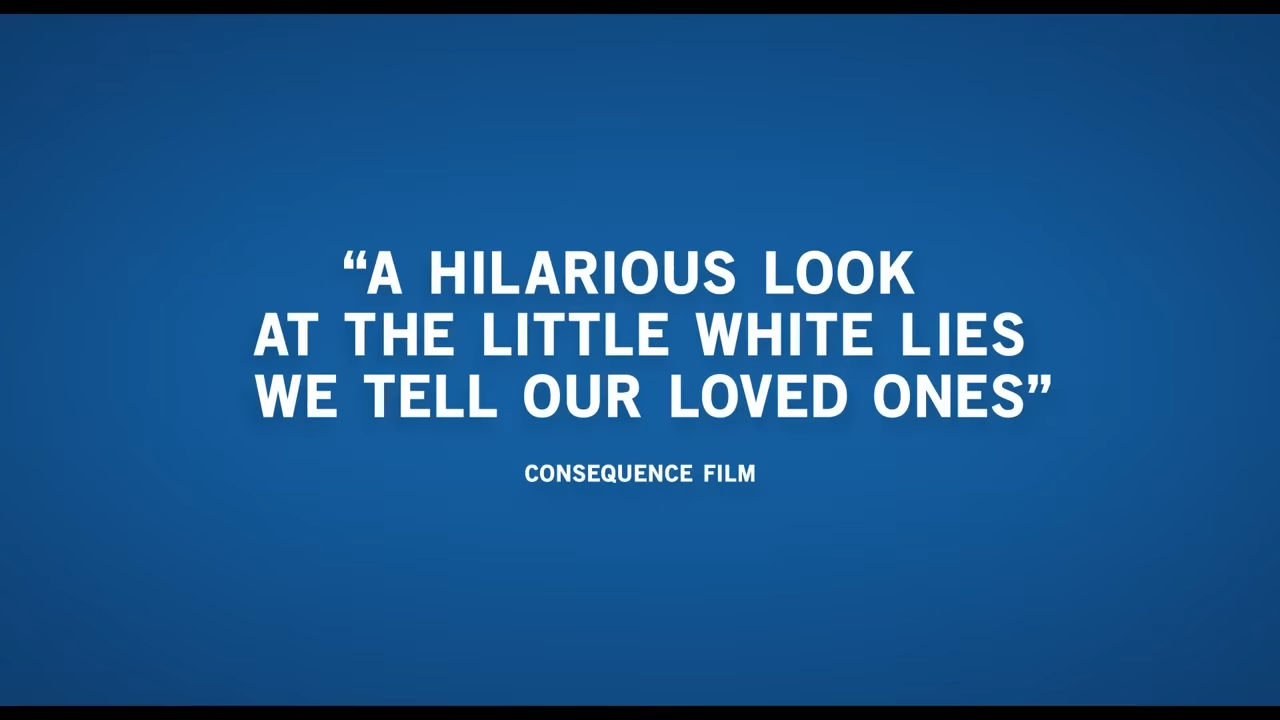 “A HILARIOUS LOOK
AT THE LITTLE WHITE LIES
WE TELL OUR LOVED ONES”
CONSEQUENCE FILM